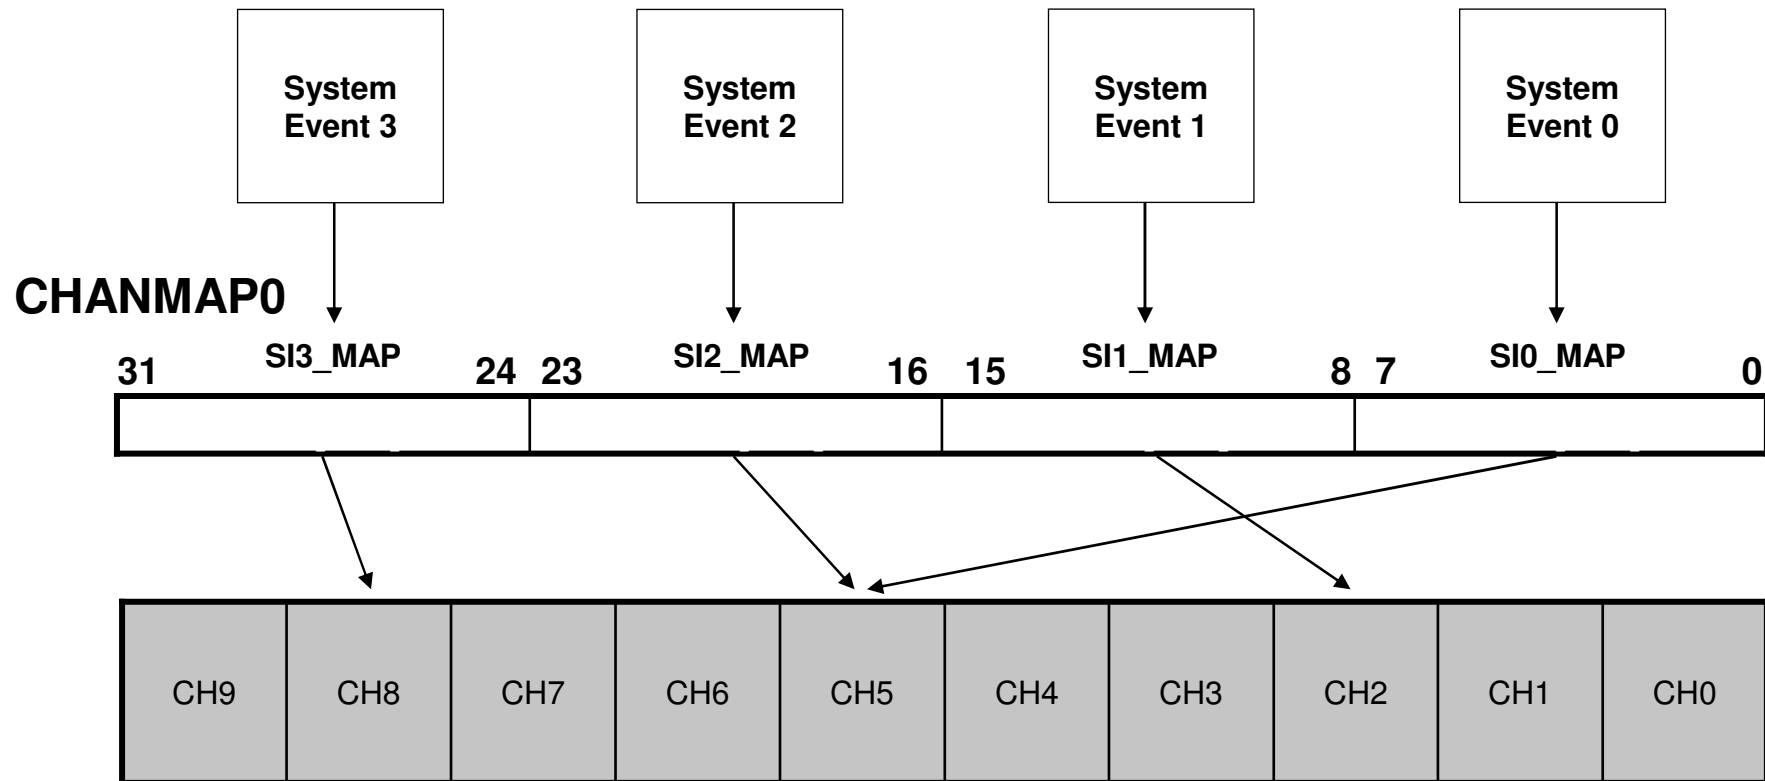 System
Event 3
System
Event 2
System
Event 1
System
Event 0
CHANMAP0
31 SI3_MAP 24 23 SI2_MAP 16 15 SI1_MAP 8 7 SI0_MAP 0
CH9 CH8 CH7 CH6 CH5 CH4 CH3 CH2 CH1 CH0